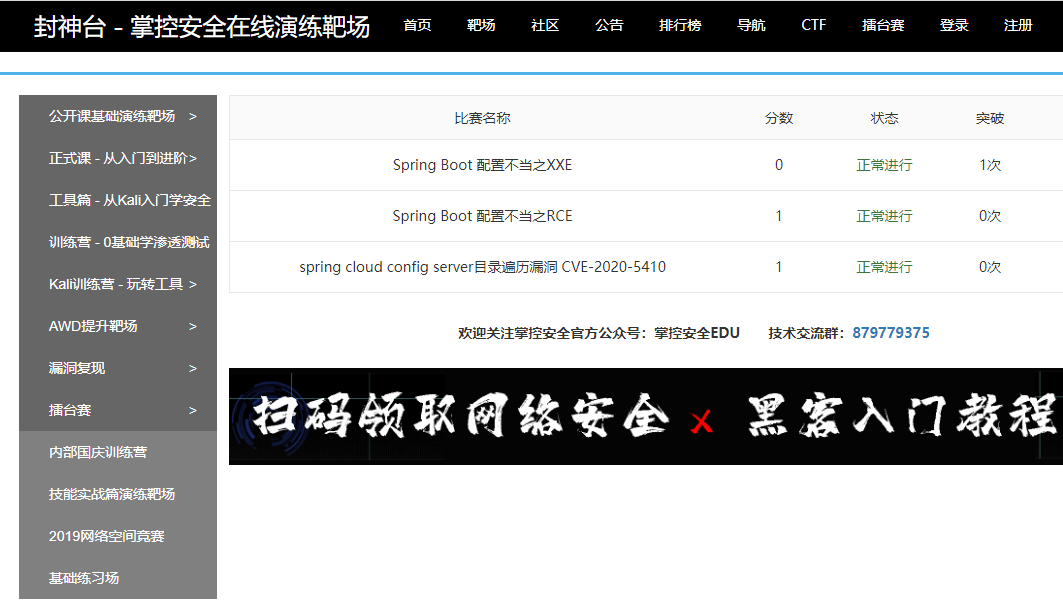 封神台 - 掌控安全在线演练靶场 首页 靶场 社区 公告 排行榜 导航 CTF 擂台赛 登录 注册
公开课基础演练靶场 >
正式课 - 从入门到进阶>
工具篇 - 从Kali入门学安全
训练营 - 0基础学渗透测试
Kali训练营 - 玩转工具 >
AWD提升靶场 >
漏洞复现 >
擂台赛 >
内部国庆训练营
技能实战篇演练靶场
2019网络空间竞赛
基础练习场
比赛名称 分数 状态 突破
Spring Boot 配置不当之XXE 0 正常进行 1次
Spring Boot 配置不当之RCE 1 正常进行 0次
spring cloud config server目录遍历漏洞 CVE-2020-5410 1 正常进行 0次
欢迎关注掌控安全官方公众号：掌控安全EDU 技术交流群：879779375
扫码领取网络安全 x 黑客入门教程